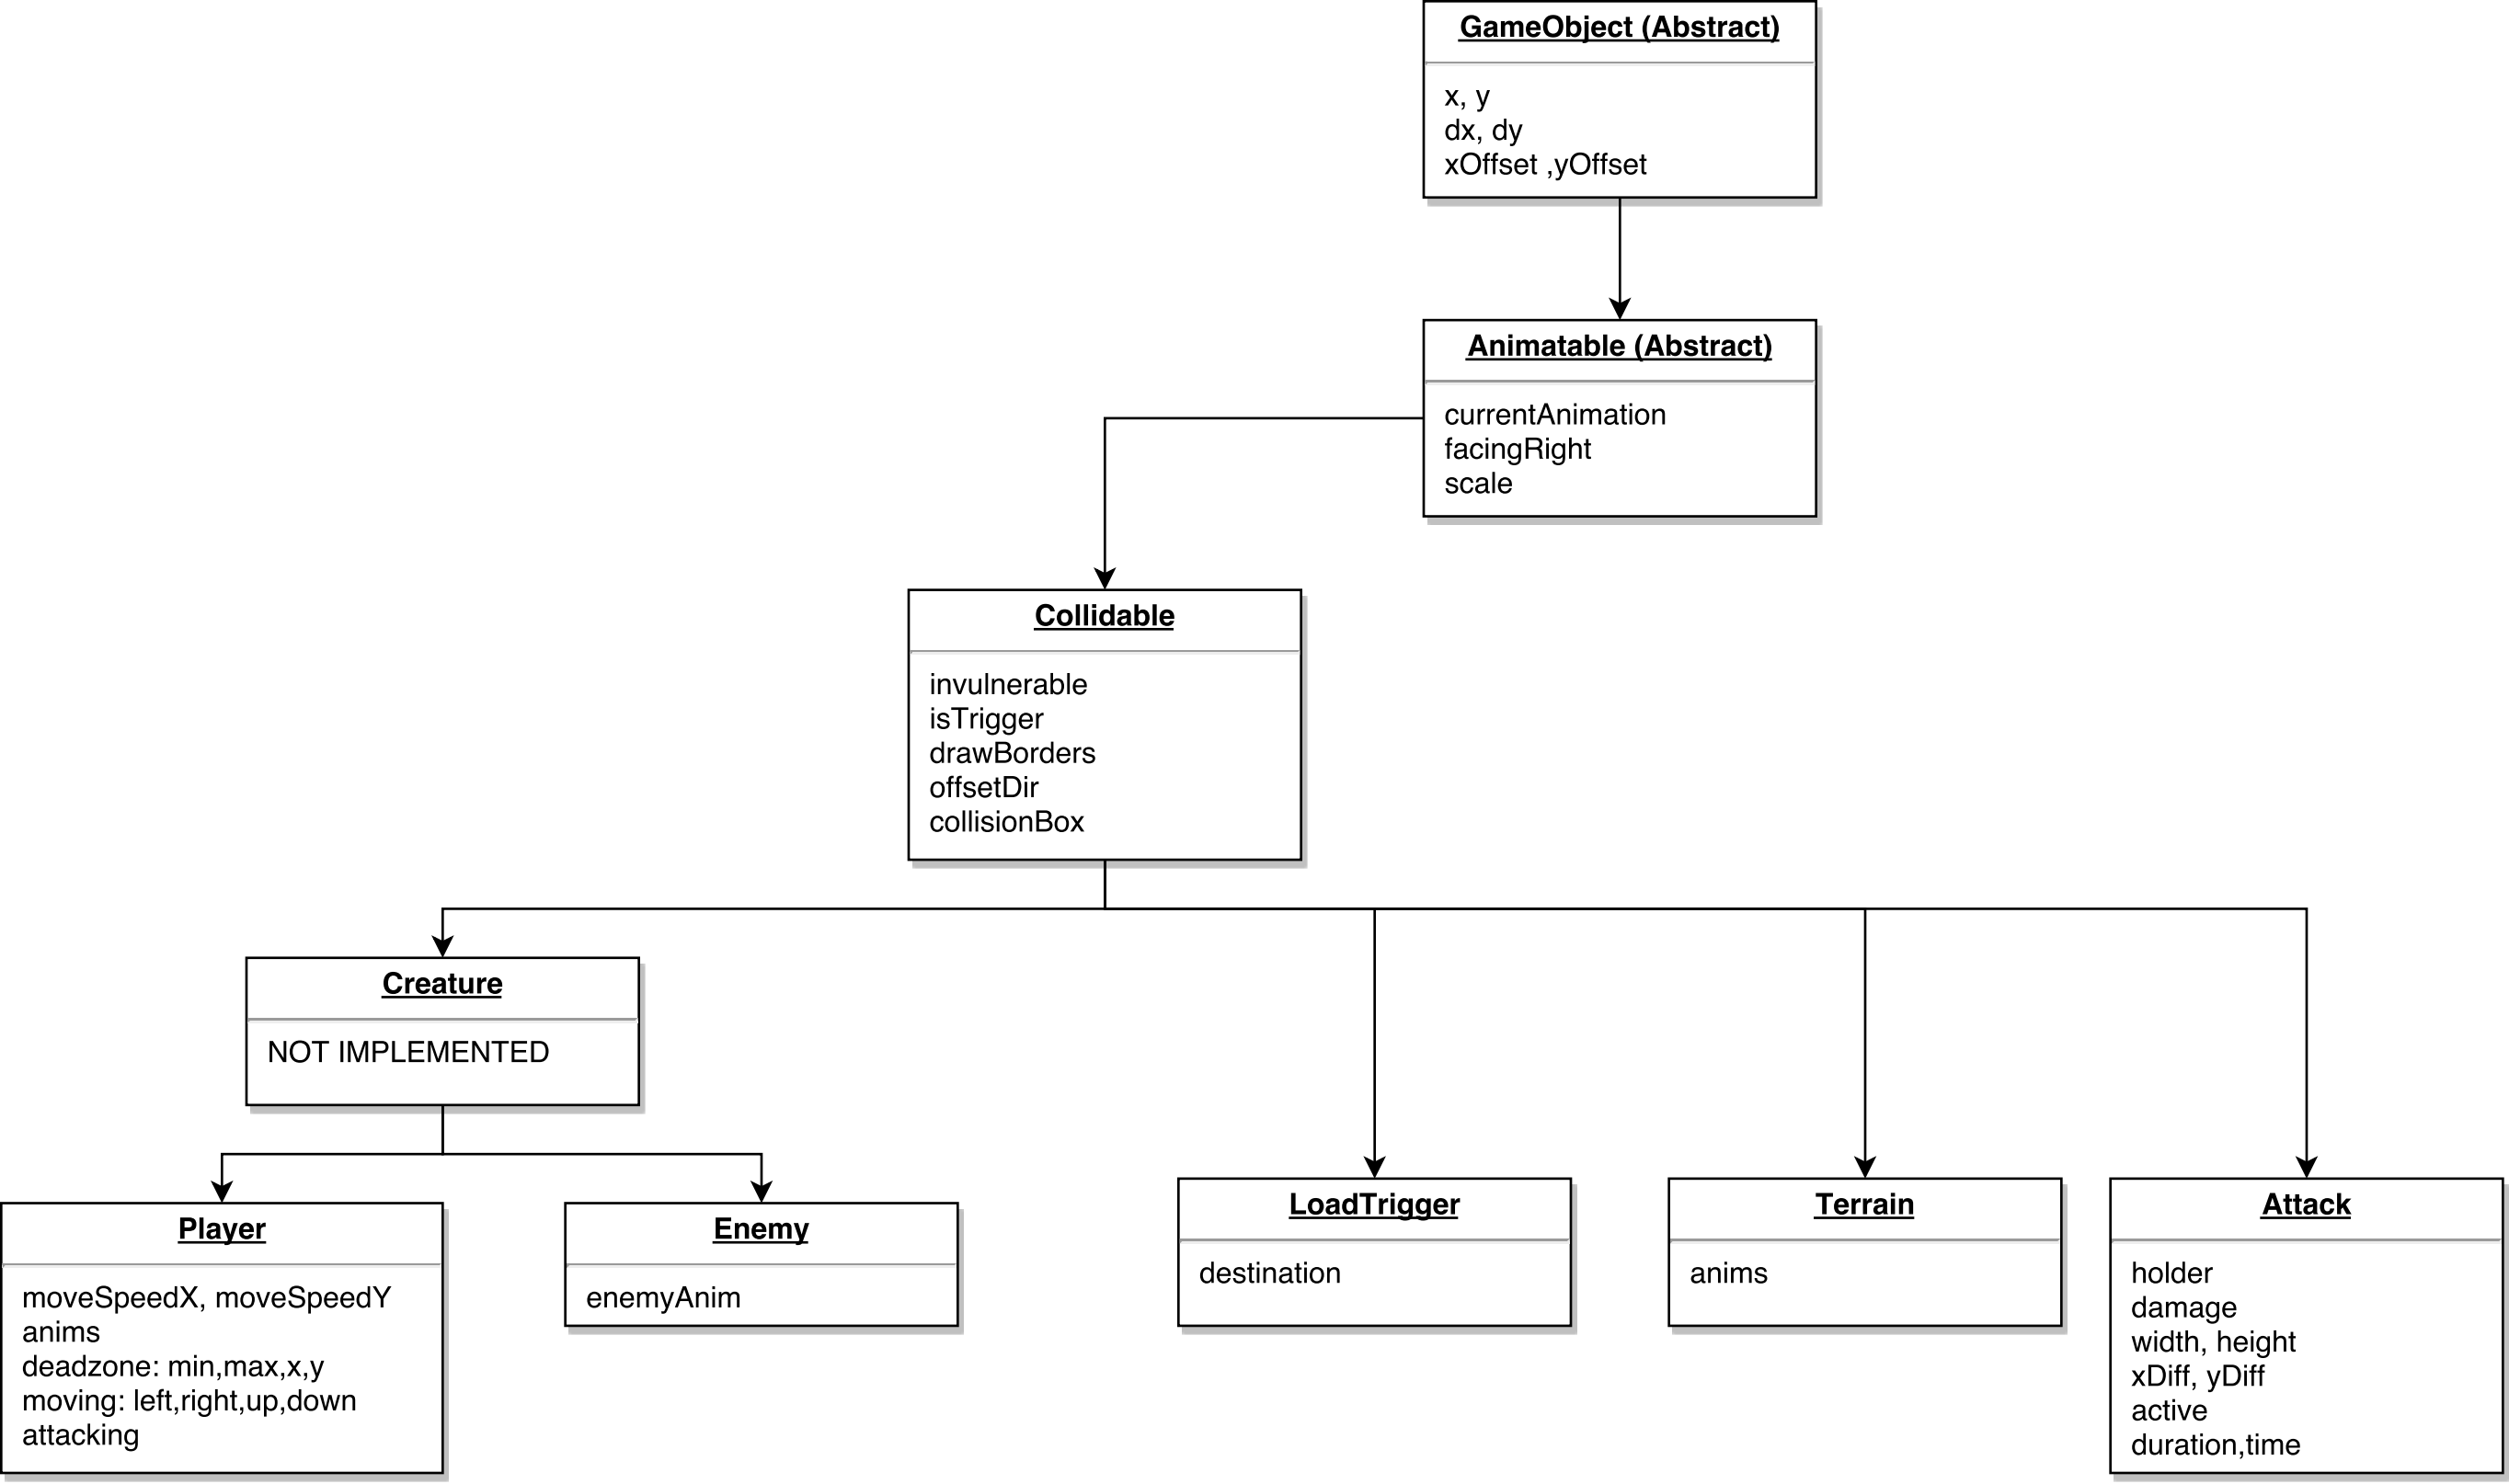 GameObject (Abstract)
x, y
dx, dy
xOffset ,yOffset
Animatable (Abstract)
currentAnimation
facingRight
scale
Collidable
invulnerable
isTrigger
drawBorders
offsetDir
collisionBox
Creature
NOT IMPLEMENTED
Player
moveSpeedX, moveSpeedY
anims
deadzone: min,max,x,y
moving: left,right,up,down
attacking
Enemy
enemyAnim
LoadTrigger
destination
Terrain
anims
Attack
holder
damage
width, height
xDiff, yDiff
active
duration,time